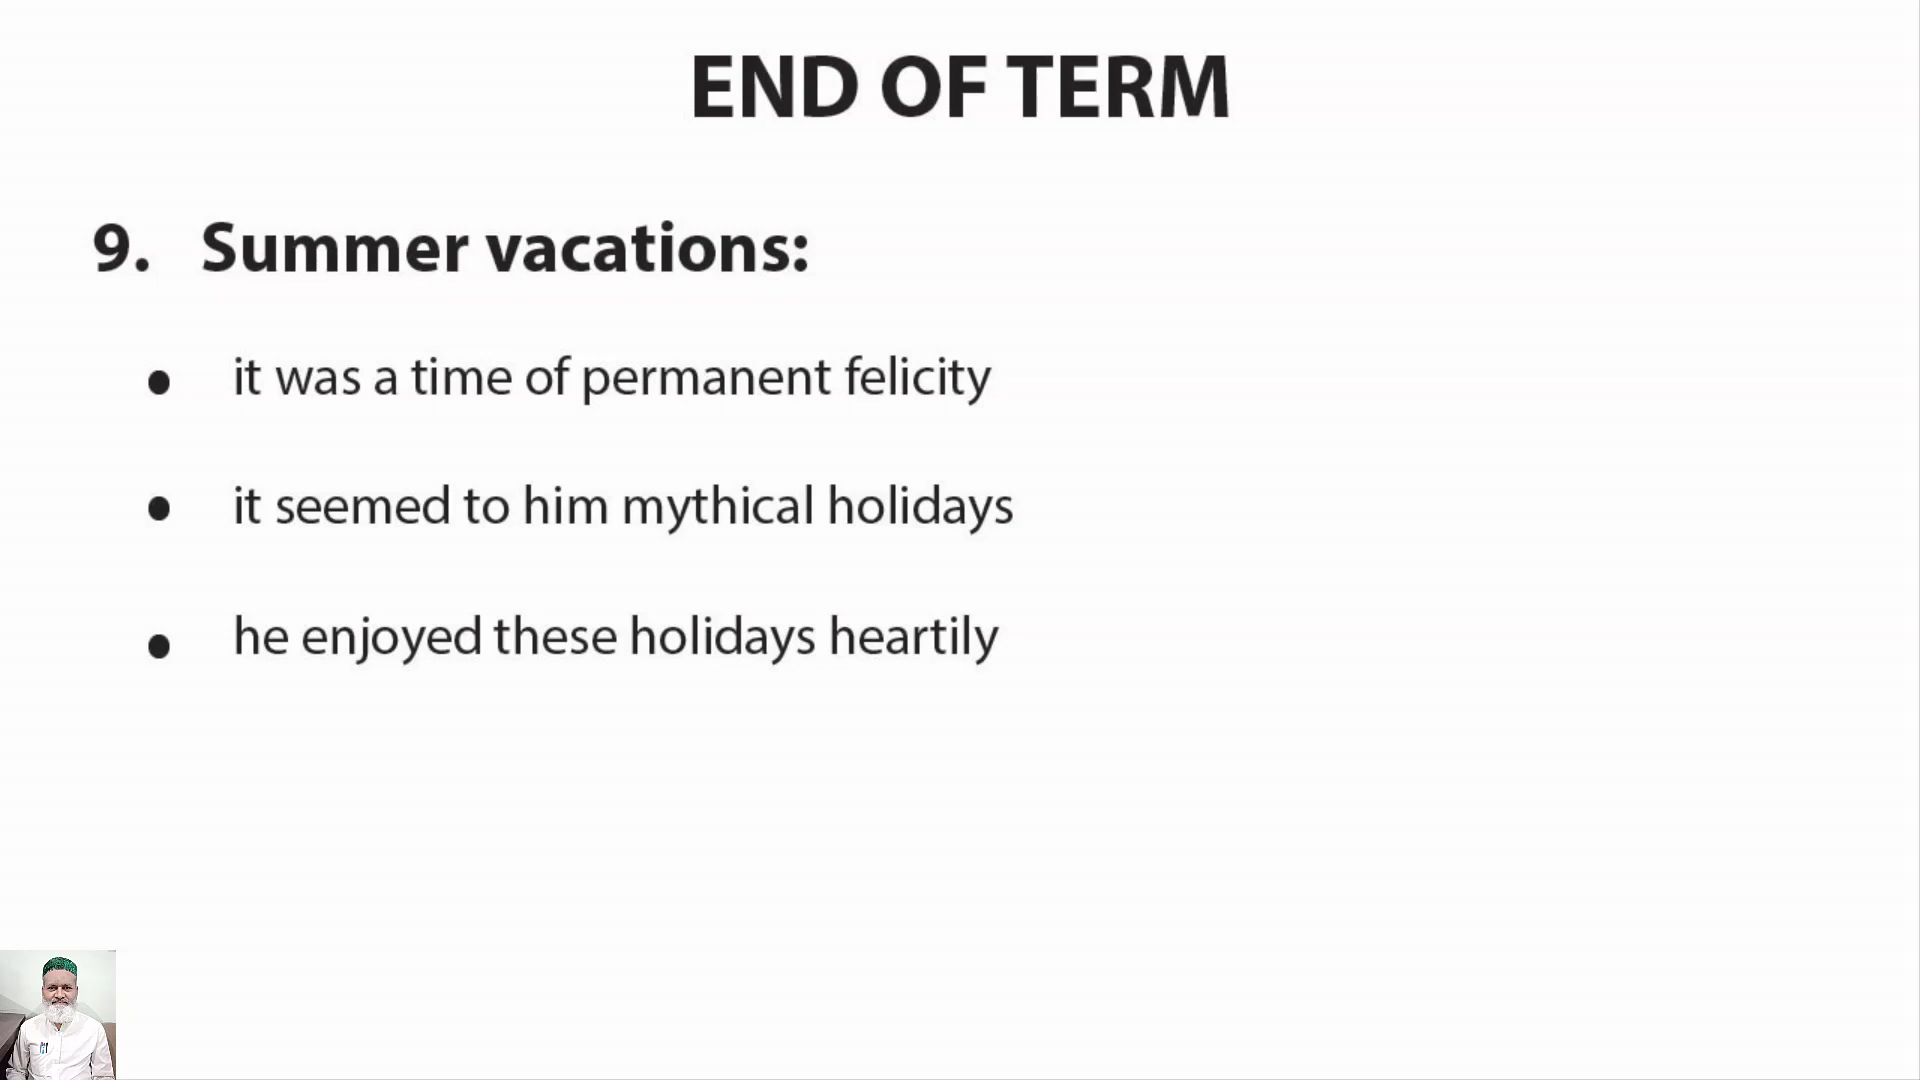 END OF TERM
9. Summer vacations:
• it was a time of permanent felicity
• it seemed to him mythical holidays
• he enjoyed these holidays heartily